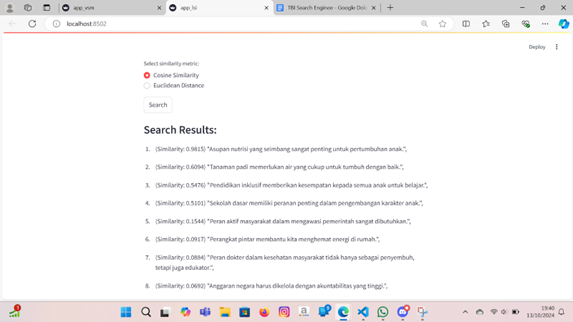 app_vsm
app_lsi
TBI Search Enginee - Google Doc
localhost:8502
Deploy
Select similarity metric:
Cosine Similarity
Euclidean Distance
Search
Search Results:
1. (Similarity: 0.9815) "Asupan nutrisi yang seimbang sangat penting untuk pertumbuhan anak.",
2. (Similarity: 0.6094) "Tanaman padi memerlukan air yang cukup untuk tumbuh dengan baik.",
3. (Similarity: 0.5476) "Pendidikan inklusif memberikan kesempatan kepada semua anak untuk belajar.",
4. (Similarity: 0.5101) "Sekolah dasar memiliki peranan penting dalam pengembangan karakter anak.",
5. (Similarity: 0.1544) "Peran aktif masyarakat dalam mengawasi pemerintah sangat dibutuhkan.",
6. (Similarity: 0.0917) "Perangkat pintar membantu kita menghemat energi di rumah.",
7. (Similarity: 0.0884) "Peran dokter dalam kesehatan masyarakat tidak hanya sebagai penyembuh,
tetapi juga edukator.",
8. (Similarity: 0.0692) "Anggaran negara harus dikelola dengan akuntabilitas yang tinggi.",
19:40
13/10/2024